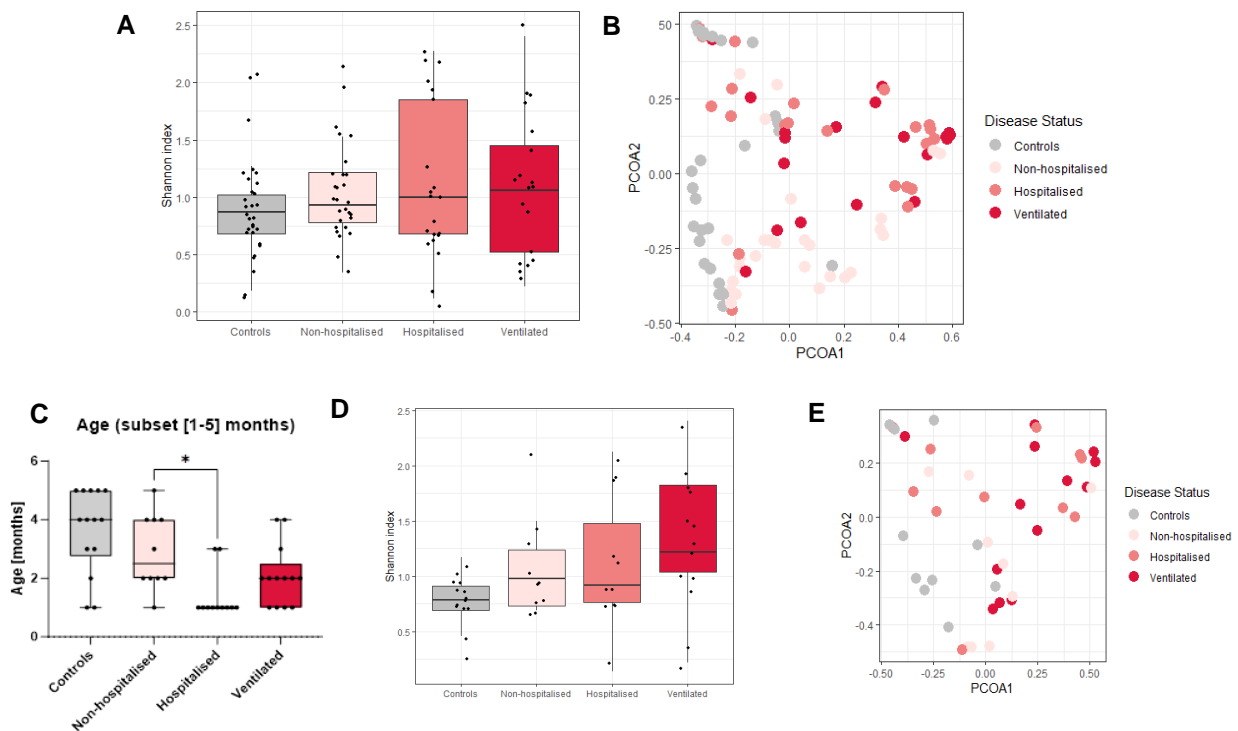 A
2.5
2.0
1.5
1.0
0.5
0.0
Shannon index
Controls
Non-hospitalised
Hospitalised
Ventilated
B
50
0.25
0.00
-0.25
-0.50
PCOA2
-0.4
-0.2
0.0
0.2
0.4
0.6
PCOA1
Disease Status
Controls
Non-hospitalised
Hospitalised
Ventilated
C
Age (subset [1-5] months)
*
6
4
2
0
Age [months]
Controls
Non-hospitalised
Hospitalised
Ventilated
D
2.5
2.0
1.5
1.0
0.5
Shannon index
Controls
Non-hospitalised
Hospitalised
Ventilated
E
0.2
0.0
-0.2
-0.4
PCOA2
-0.50
-0.25
0.00
0.25
0.50
PCOA1
Disease Status
Controls
Non-hospitalised
Hospitalised
Ventilated